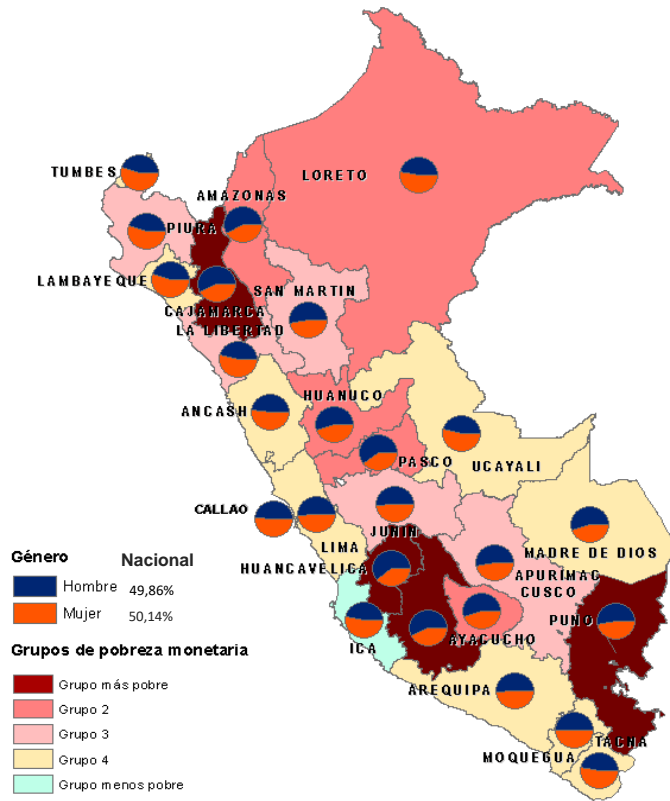 TUMBES
LORETO
AMAZONAS
PIURA
LAMBAYEQUE
SAN MARTIN
CAJAMARCA
LA LIBERTAD
HUANUCO
ANCASH
PASCO
UCAYALI
CALLAO
JUNIN
LIMA
MADRE DE DIOS
HUANCAVELICA
APURIMAC
CUSCO
PUNO
AYACUCHO
ICA
AREQUIPA
TACNA
MOQUEGUA
Género Nacional
Hombre 49,86%
Mujer 50,14%
Grupos de pobreza monetaria
Grupo más pobre
Grupo 2
Grupo 3
Grupo 4
Grupo menos pobre